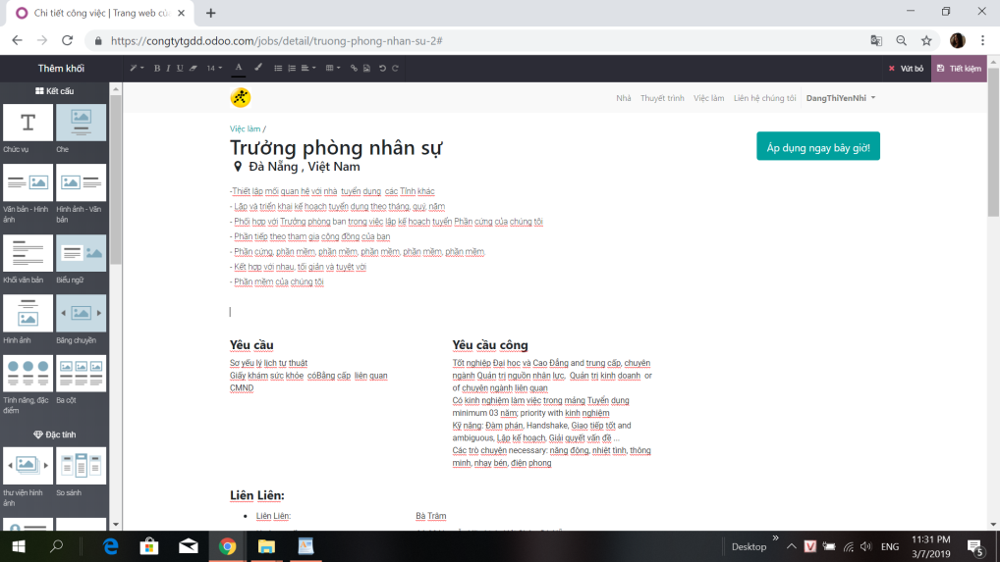 Chi tiết công việc | Trang web củ
https://congtytgdd.odoo.com/jobs/detail/truong-phong-nhan-su-2#
Thêm khối
B I U 14 A
Vứt bỏ
Tiết kiệm
Kết cấu
Chức vụ
Che
Văn bản - Hình ảnh
Hình ảnh - Văn bản
Khối văn bản
Biểu ngữ
Hình ảnh
Băng chuyền
Tính năng, đặc điểm
Ba cột
Đặc tính
thư viện hình ảnh
So sánh
Nhà Thuyết trình Việc làm Liên hệ chúng tôi DangThiYenNhi
Việc làm /
Trưởng phòng nhân sự
Đà Nẵng , Việt Nam
Áp dụng ngay bây giờ!
-Thiết lập mối quan hệ với nhà tuyển dụng các Tỉnh khác
- Lập và triển khai kế hoạch tuyển dụng theo tháng, quý, năm
- Phối hợp với Trưởng phòng ban trong việc lập kế hoạch tuyển Phần cứng của chúng tôi
- Phần tiếp theo tham gia cộng đồng của bạn
- Phần cứng, phần mềm, phần mềm, phần mềm, phần mềm, phần mềm.
- Kết hợp với nhau, tối giản và tuyệt vời
- Phần mềm của chúng tôi
Yêu cầu
Sơ yếu lý lịch tự thuật
Giấy khám sức khỏe cóBằng cấp liên quan
CMND
Yêu cầu công
Tốt nghiệp Đại học và Cao Đẳng and trung cấp, chuyên
ngành Quản trị nguồn nhân lực, Quản trị kinh doanh or
of chuyên ngành liên quan
Có kinh nghiệm làm việc trong mảng Tuyển dụng
minimum 03 năm; priority with kinh nghiệm
Kỹ năng: Đàm phán, Handshake, Giao tiếp tốt and
ambiguous, Lập kế hoạch, Giải quyết vấn đề ...
Các trò chuyện necessary: năng động, nhiệt tình, thông
minh, nhạy bén, điện phong
Liên Liên:
Liên Liên: Bà Trâm
Desktop
ENG
11:31 PM
3/7/2019
5